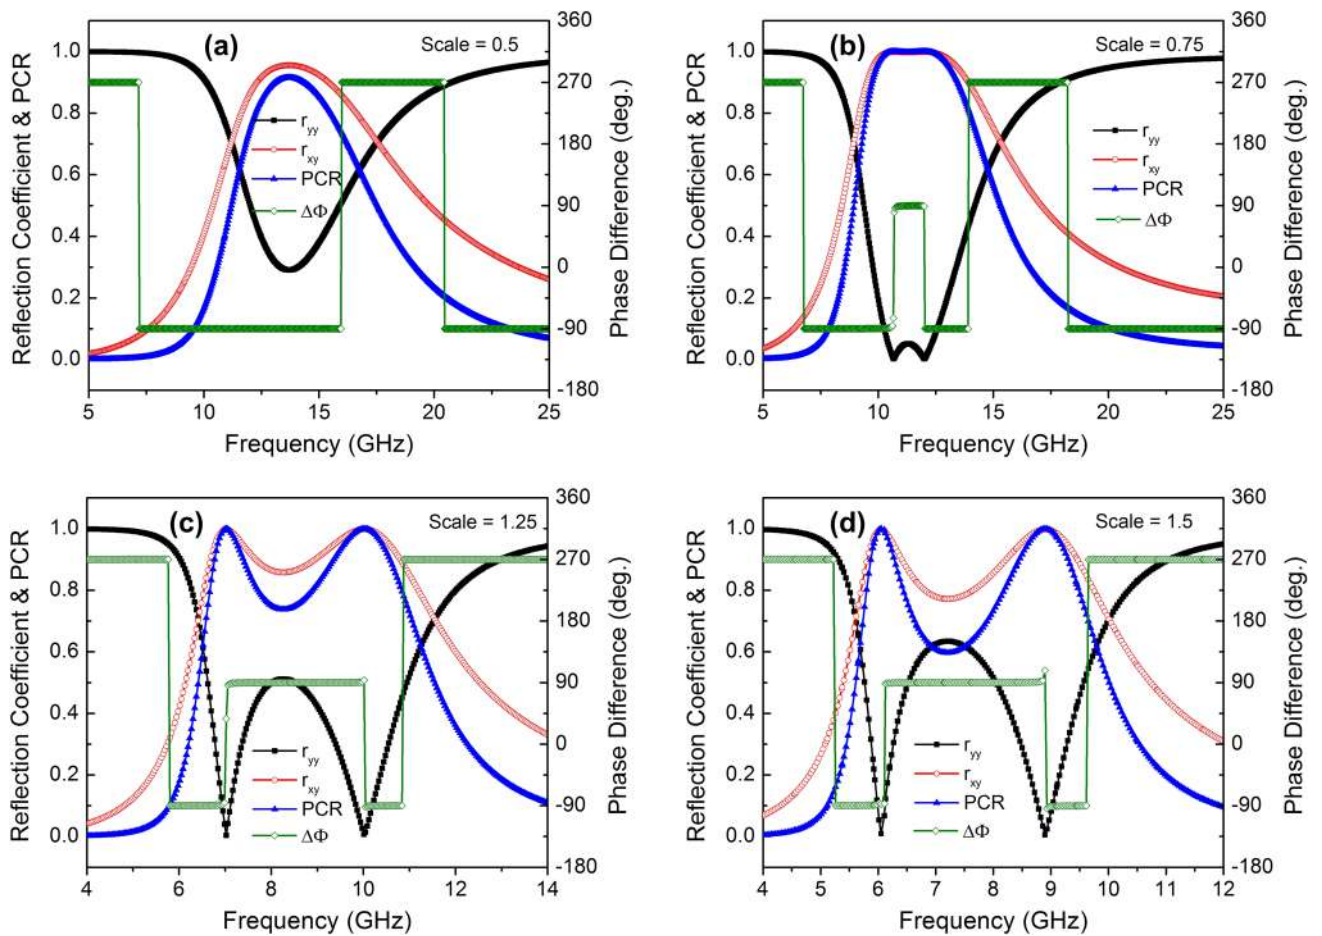 (a)
Scale = 0.5
Reflection Coefficient & PCR
1.0
0.8
0.6
0.4
0.2
0.0
r_yy
r_xy
PCR
ΔΦ
360
270
180
90
0
-90
-180
Phase Difference (deg.)
5 10 15 20 25
Frequency (GHz)
(b)
Scale = 0.75
Reflection Coefficient & PCR
1.0
0.8
0.6
0.4
0.2
0.0
r_yy
r_xy
PCR
ΔΦ
360
270
180
90
0
-90
-180
Phase Difference (deg.)
5 10 15 20 25
Frequency (GHz)
(c)
Scale = 1.25
Reflection Coefficient & PCR
1.0
0.8
0.6
0.4
0.2
0.0
r_yy
r_xy
PCR
ΔΦ
360
270
180
90
0
-90
-180
Phase Difference (deg.)
4 6 8 10 12 14
Frequency (GHz)
(d)
Scale = 1.5
Reflection Coefficient & PCR
1.0
0.8
0.6
0.4
0.2
0.0
r_yy
r_xy
PCR
ΔΦ
360
270
180
90
0
-90
-180
Phase Difference (deg.)
4 5 6 7 8 9 10 11 12
Frequency (GHz)